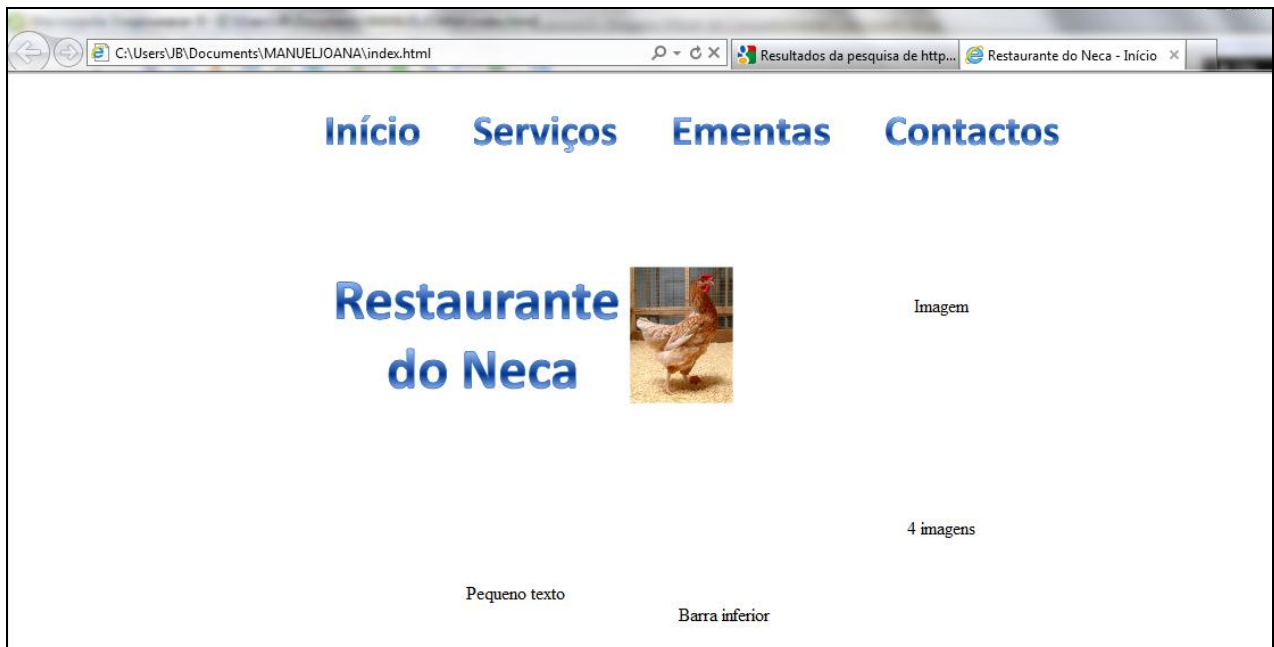 C:\Users\JB\Documents\MANUELJOANA\index.html
Resultados da pesquisa de http...
Restaurante do Neca - Início
Início Serviços Ementas Contactos
Restaurante
do Neca
Imagem
4 imagens
Pequeno texto
Barra inferior